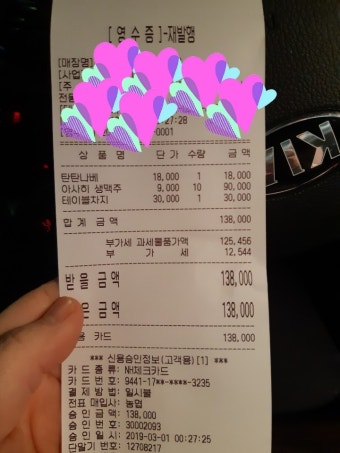 [ 영 수 증 ]-재발행
[매장명]
[사업
[주
:27:28
-0001
상 품 명 단 가 수량 금 액
탄탄나베 18,000 1 18,000
아사히 생맥주 9,000 10 90,000
테이블차지 30,000 1 30,000
합 계 금 액 138,000
부가세 과세물품가액 125,456
부 가 세 12,544
받 을 금 액 138,000
은 금 액 138,000
용 카드 138,000
*** 신용승인정보(고객용) [1] ***
카 드 종 류: NH체크카드
카 드 번 호: 9441-17**-****-3235
결 제 방 법: 일시불
전표 매입사: 농협
승 인 금 액: 138,000
승 인 번 호: 30002093
승 인 일 시: 2019-03-01 00:27:25
단말기 번호: 12708217
KI